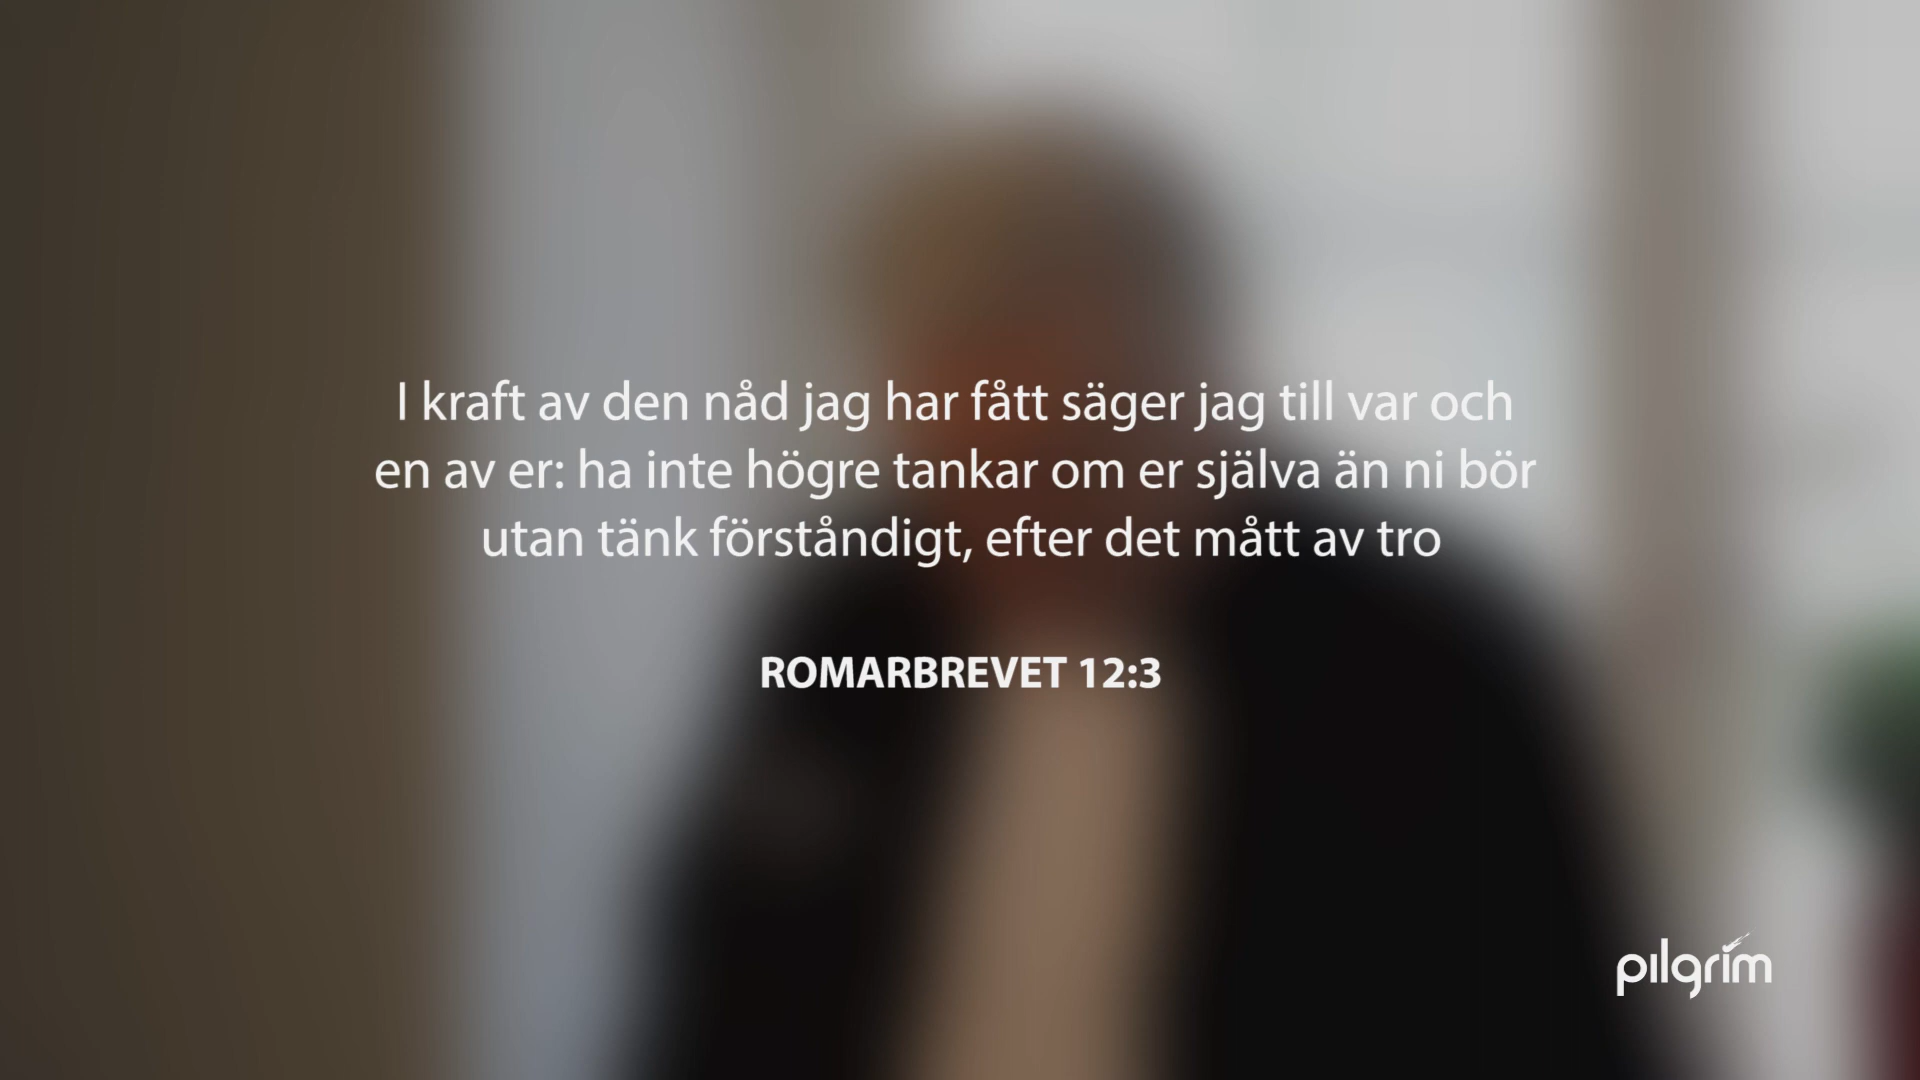 I kraft av den nåd jag har fått säger jag till var och
en av er: ha inte högre tankar om er själva än ni bör
utan tänk förståndigt, efter det mått av tro
ROMARBREVET 12:3
pilgrim